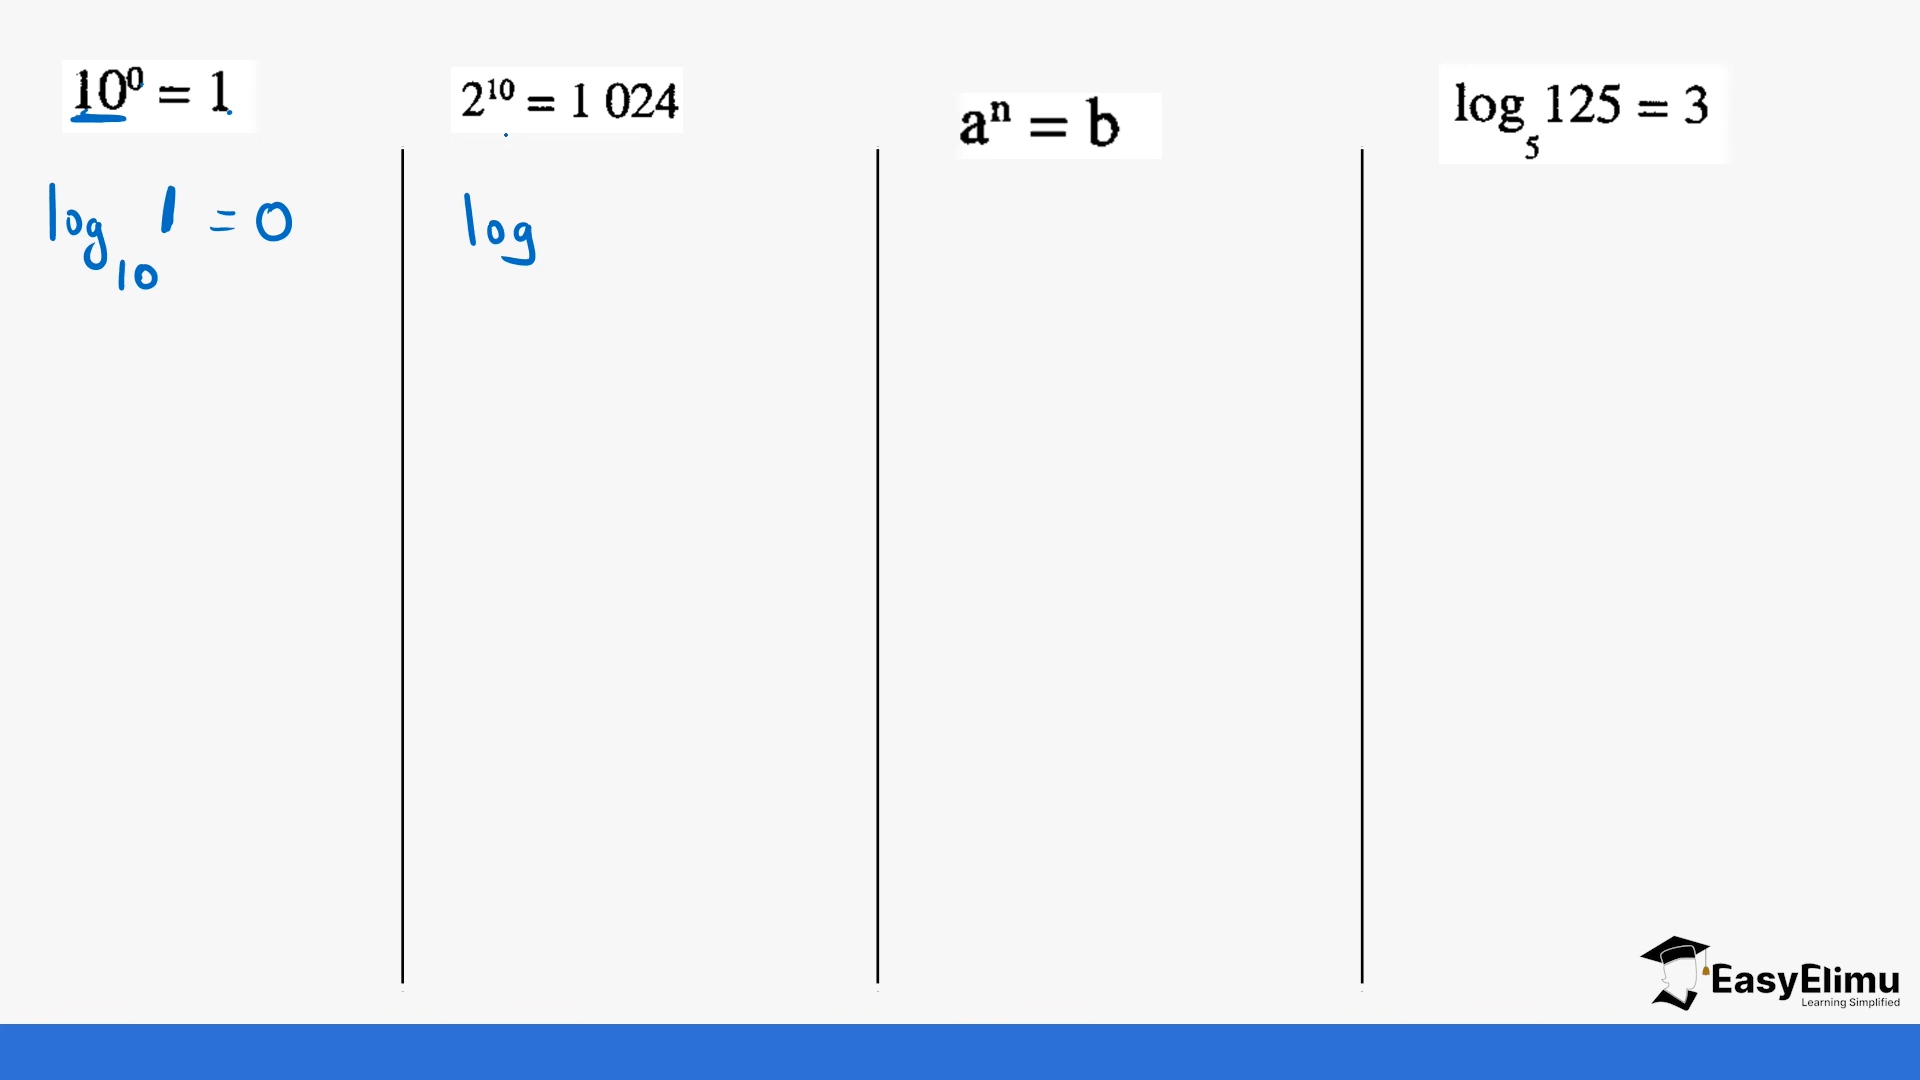 10⁰ = 1
2¹⁰ = 1 024
aⁿ = b
log₅ 125 = 3
log₁₀ 1 = 0
log
EasyElimu
Learning Simplified